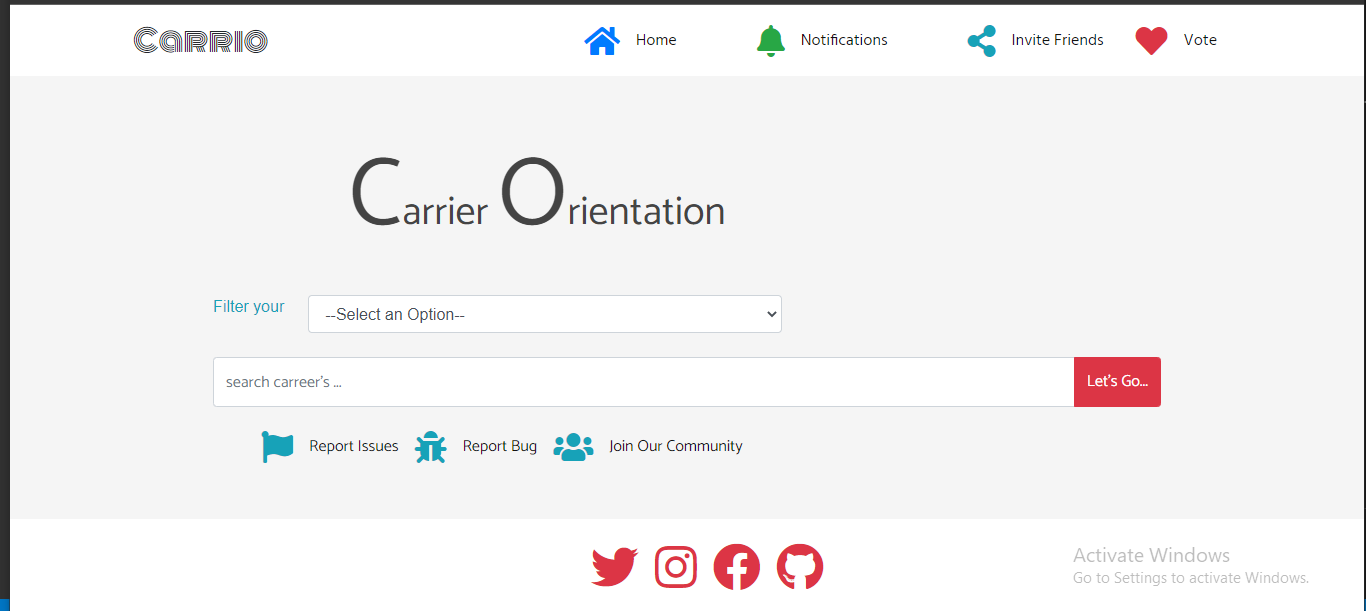 Carrio
Home
Notifications
Invite Friends
Vote
Carrier Orientation
Filter your
--Select an Option--
search carreer's ...
Let's Go...
Report Issues
Report Bug
Join Our Community
Activate Windows
Go to Settings to activate Windows.